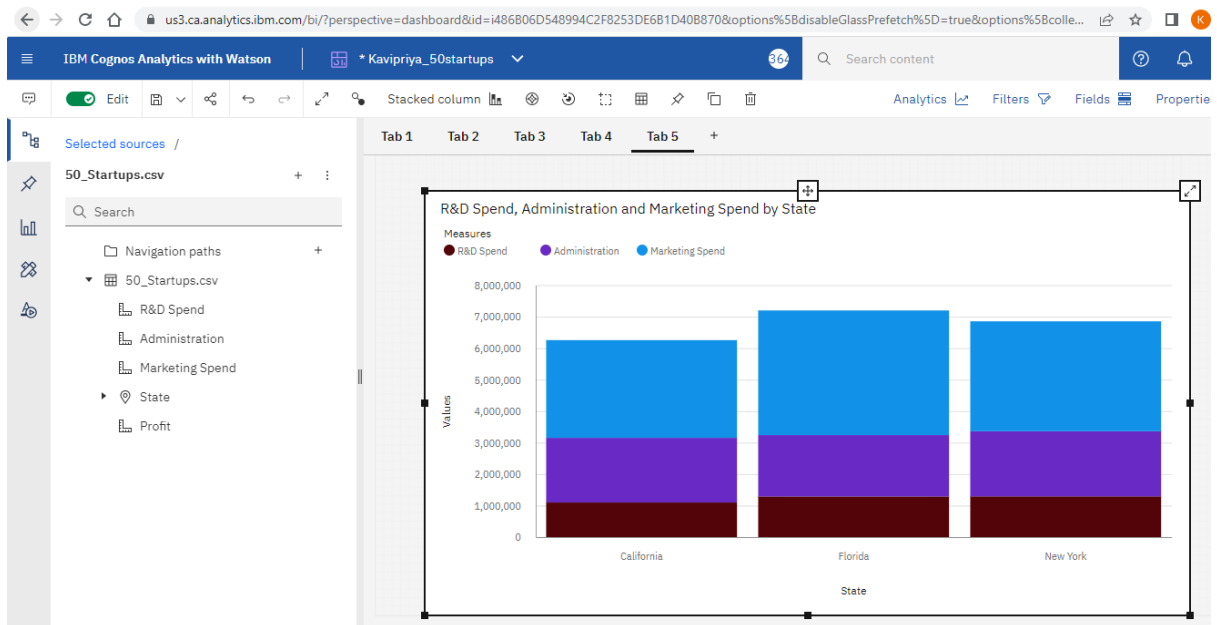 us3.ca.analytics.ibm.com/bi/?perspective=dashboard&id=i486B06D548994C2F8253DE6B1D40B870&options%5BdisableGlassPrefetch%5D=true&options%5Bcolle...
K
IBM Cognos Analytics with Watson
* Kavipriya_50startups
364
Search content
Edit
Stacked column
Analytics
Filters
Fields
Propertie
Selected sources /
50_Startups.csv
Search
Navigation paths
50_Startups.csv
R&D Spend
Administration
Marketing Spend
State
Profit
Tab 1 Tab 2 Tab 3 Tab 4 Tab 5 +
R&D Spend, Administration and Marketing Spend by State
Measures
R&D Spend Administration Marketing Spend
8,000,000
7,000,000
6,000,000
5,000,000
4,000,000
3,000,000
2,000,000
1,000,000
0
Values
California Florida New York
State